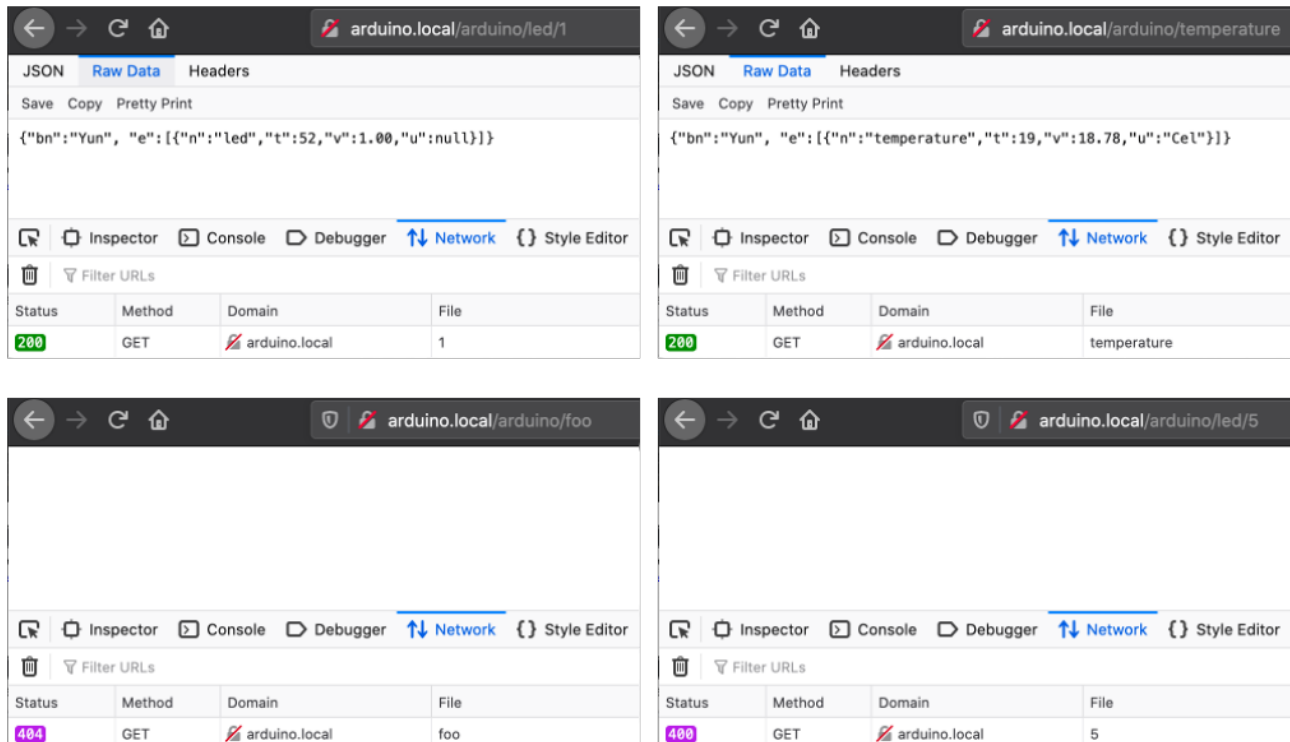 arduino.local/arduino/led/1
JSON Raw Data Headers
Save Copy Pretty Print
{"bn":"Yun", "e":[{"n":"led","t":52,"v":1.00,"u":null}]}
Inspector Console Debugger Network {} Style Editor
Filter URLs
Status Method Domain File
200 GET arduino.local 1
arduino.local/arduino/temperature
JSON Raw Data Headers
Save Copy Pretty Print
{"bn":"Yun", "e":[{"n":"temperature","t":19,"v":18.78,"u":"Cel"}]}
Inspector Console Debugger Network {} Style Editor
Filter URLs
Status Method Domain File
200 GET arduino.local temperature
arduino.local/arduino/foo
Inspector Console Debugger Network {} Style Editor
Filter URLs
Status Method Domain File
404 GET arduino.local foo
arduino.local/arduino/led/5
Inspector Console Debugger Network {} Style Editor
Filter URLs
Status Method Domain File
400 GET arduino.local 5